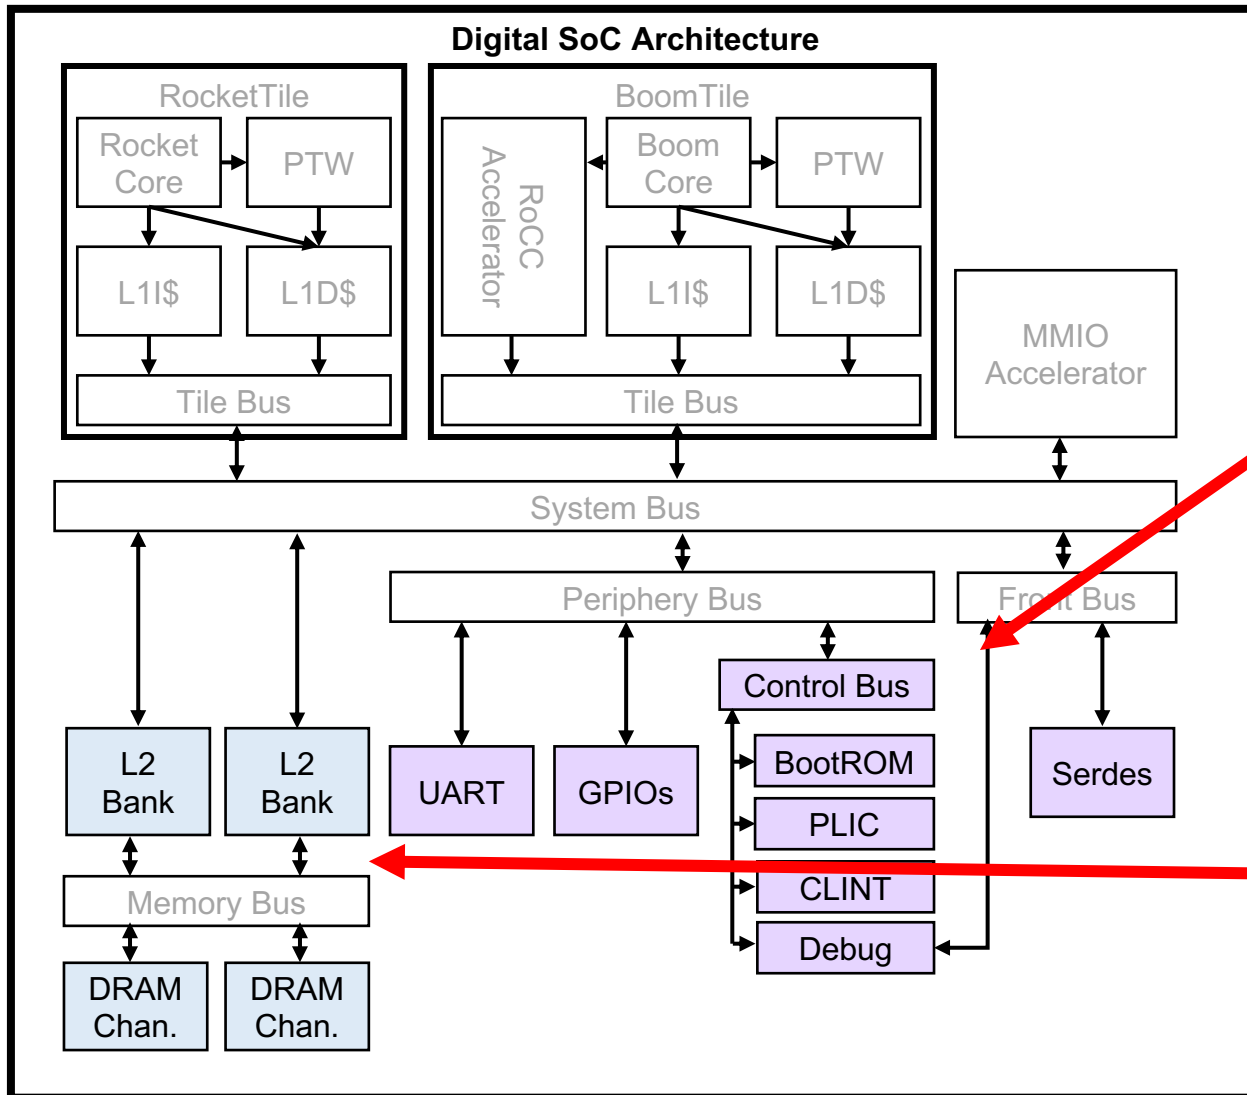 Digital SoC Architecture
RocketTile
Rocket
Core
PTW
L1I$
L1D$
Tile Bus
BoomTile
RoCC
Accelerator
Boom
Core
PTW
L1I$
L1D$
Tile Bus
MMIO
Accelerator
System Bus
Periphery Bus
Front Bus
Control Bus
L2
Bank
L2
Bank
UART
GPIOs
BootROM
PLIC
CLINT
Debug
Serdes
Memory Bus
DRAM
Chan.
DRAM
Chan.